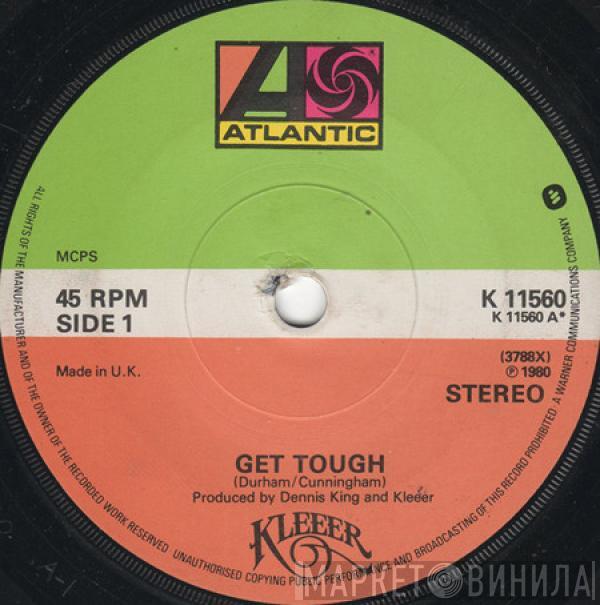 ATLANTIC
®
MCPS
45 RPM
SIDE 1
K 11560
K 11560 A*
Made in U.K.
(3788X)
℗ 1980
STEREO
GET TOUGH
(Durham/Cunningham)
Produced by Dennis King and Kleeer
KLEEER
ALL RIGHTS OF THE MANUFACTURER AND OF THE OWNER OF THE RECORDED WORK RESERVED UNAUTHORISED COPYING PUBLIC PERFORMANCE AND BROADCASTING OF THIS RECORD PROHIBITED A WARNER COMMUNICATIONS COMPANY
МАРКЕТ ВИНИЛА